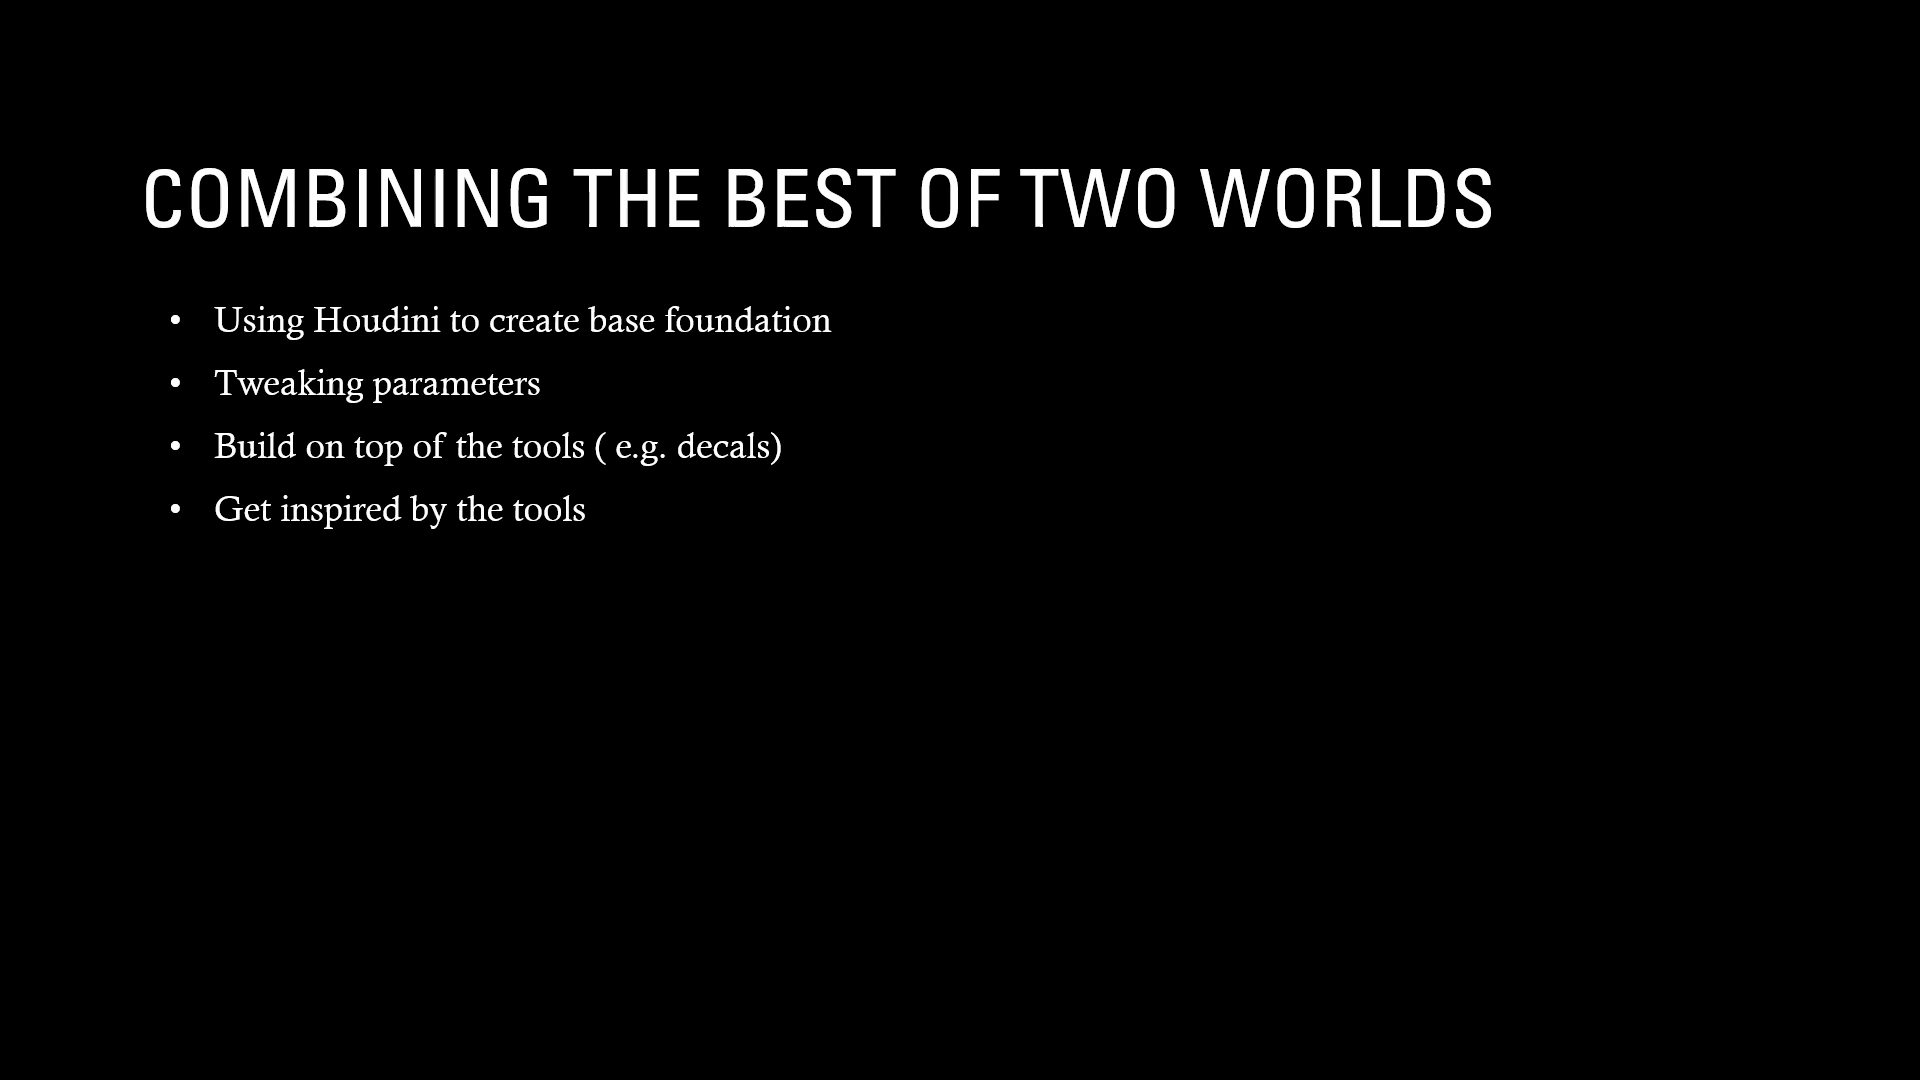 COMBINING THE BEST OF TWO WORLDS
• Using Houdini to create base foundation
• Tweaking parameters
• Build on top of the tools ( e.g. decals)
• Get inspired by the tools